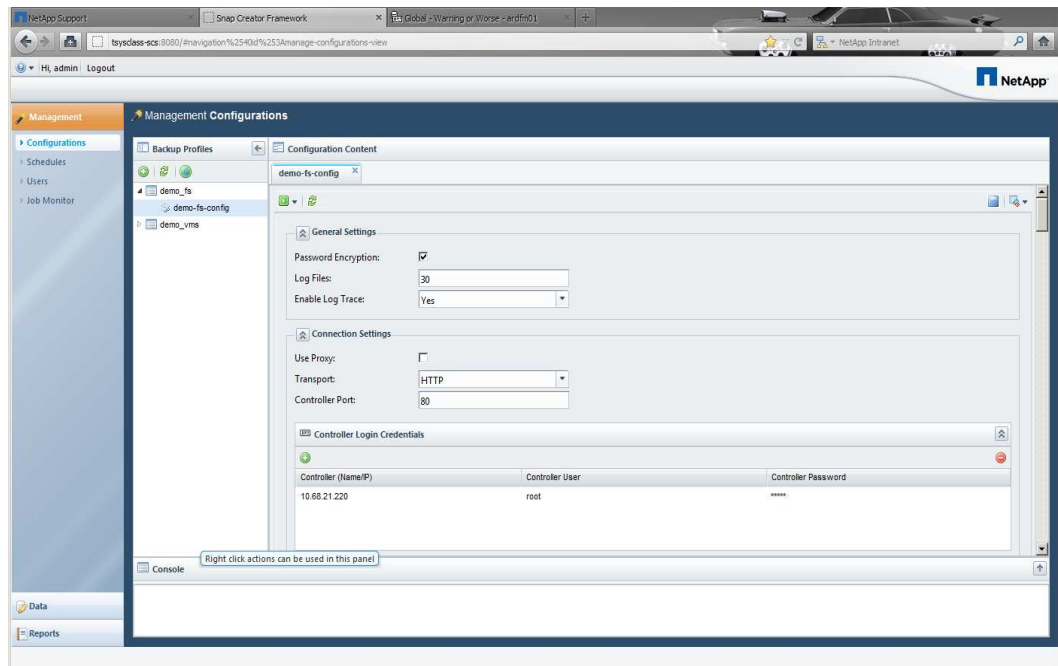 NetApp Support
Snap Creator Framework
Global - Warning or Worse - ardfm01
tsysclass-scs:8080/#navigation%2540id%253Amanage-configurations-view
NetApp Intranet
Hi, admin Logout
NetApp
Management
Management Configurations
Configurations
Schedules
Users
Job Monitor
Backup Profiles
demo_fs
demo-fs-config
demo_vms
Configuration Content
demo-fs-config
General Settings
Password Encryption:
Log Files: 30
Enable Log Trace: Yes
Connection Settings
Use Proxy:
Transport: HTTP
Controller Port: 80
Controller Login Credentials
Controller (Name/IP) Controller User Controller Password
10.68.21.220 root *****
Right click actions can be used in this panel
Console
Data
Reports